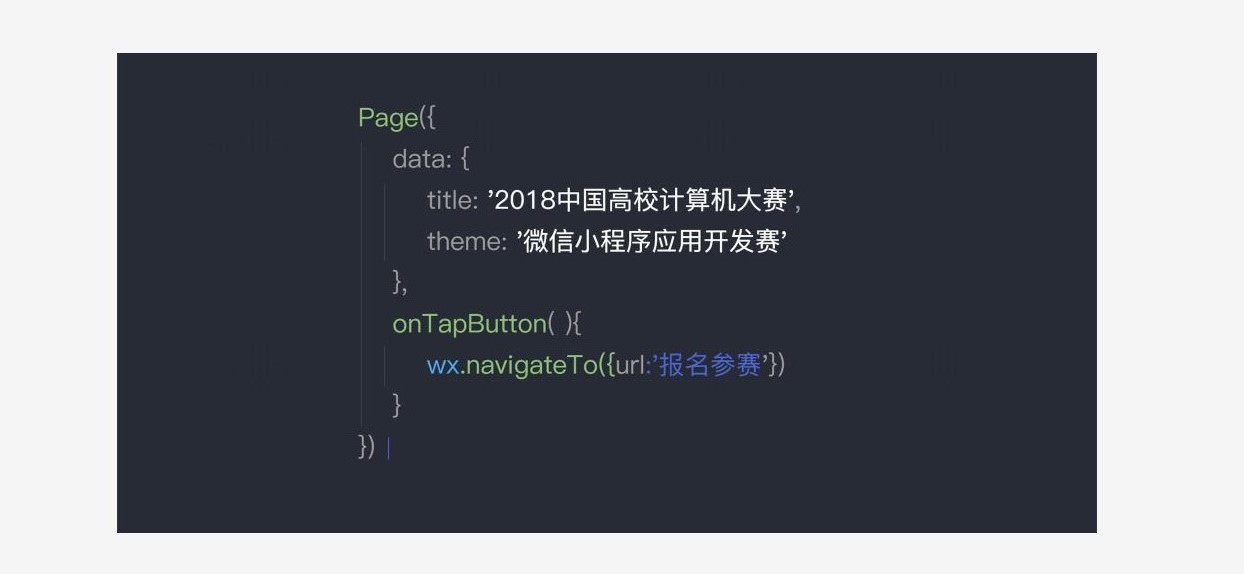 Page({
data: {
title: '2018中国高校计算机大赛',
theme: '微信小程序应用开发赛'
},
onTapButton( ){
wx.navigateTo({url:'报名参赛'})
}
})